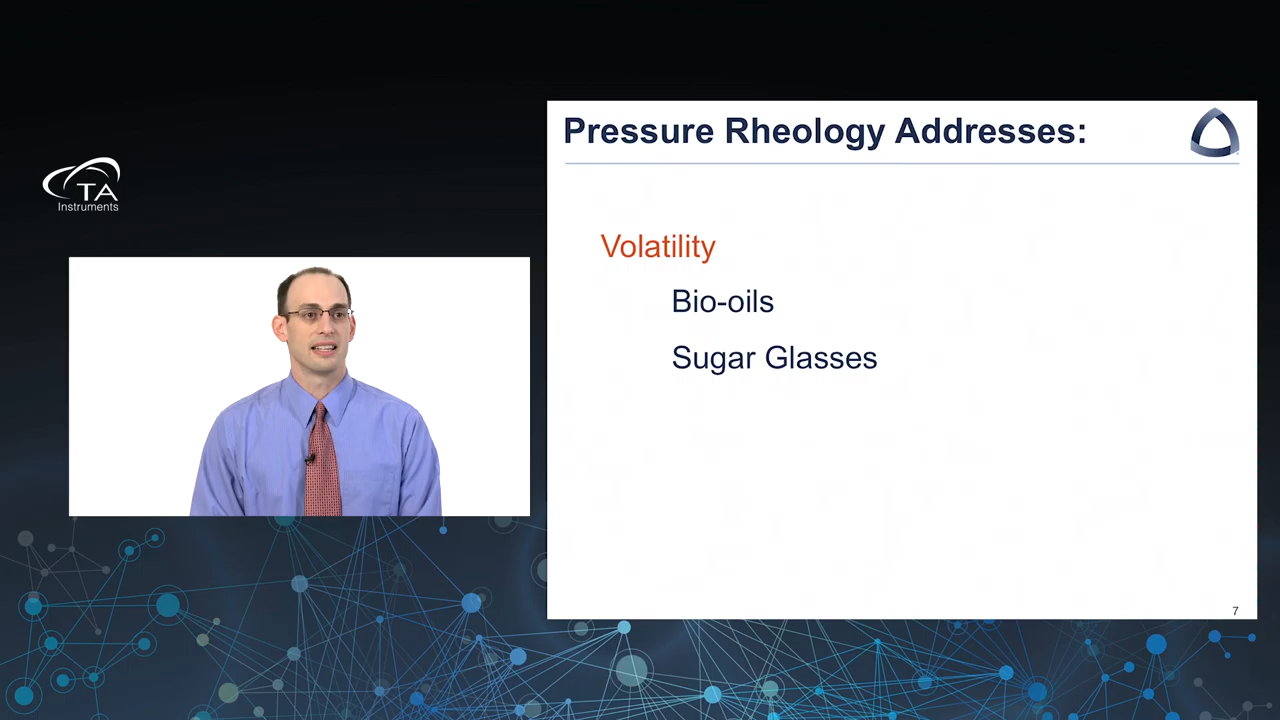 TA
Instruments
Pressure Rheology Addresses:
Volatility
Bio-oils
Sugar Glasses
7